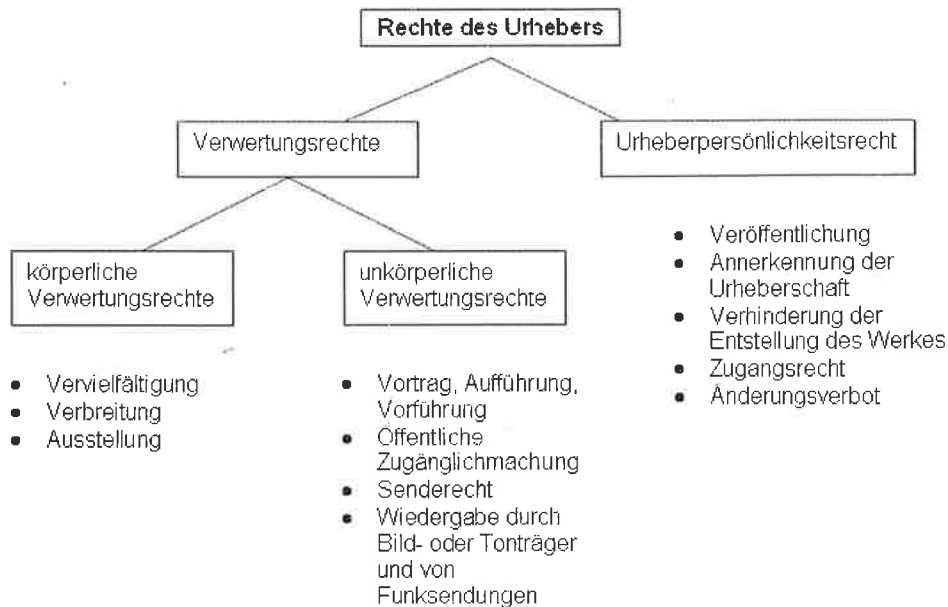 Rechte des Urhebers
Verwertungsrechte
Urheberpersönlichkeitsrecht
körperliche
Verwertungsrechte
unkörperliche
Verwertungsrechte
• Vervielfältigung
• Verbreitung
• Ausstellung
• Vortrag, Aufführung,
Vorführung
• Öffentliche
Zugänglichmachung
• Senderecht
• Wiedergabe durch
Bild- oder Tonträger
und von
Funksendungen
• Veröffentlichung
• Annerkennung der
Urheberschaft
• Verhinderung der
Entstellung des Werkes
• Zugangsrecht
• Änderungsverbot